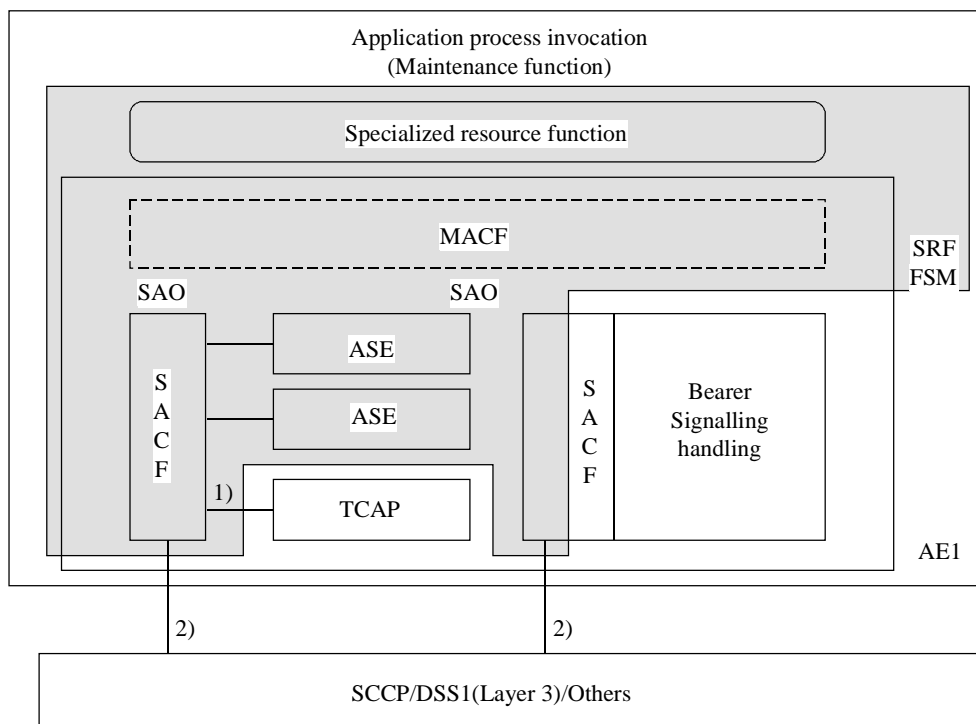 Application process invocation
(Maintenance function)
Specialized resource function
MACF
SRF
FSM
SAO
SAO
ASE
S
A
C
F
ASE
S
A
C
F
Bearer
Signalling
handling
1)
TCAP
AE1
2)
2)
SCCP/DSS1(Layer 3)/Others